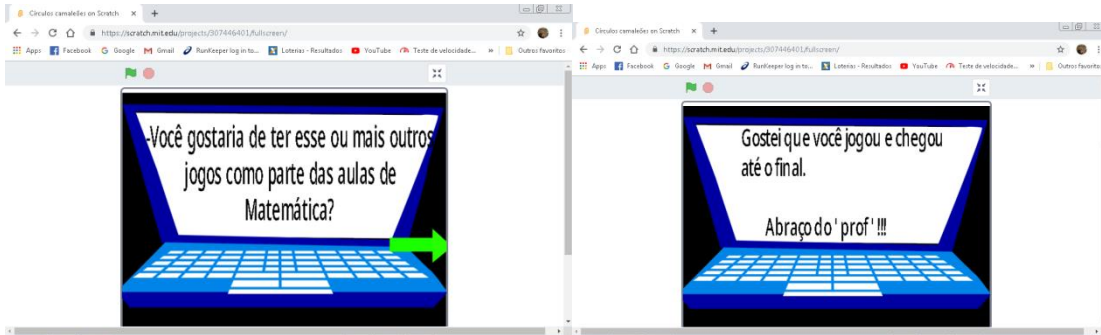 Circulos camaleões on Scratch
https://scratch.mit.edu/projects/307446401/fullscreen/
Apps Facebook Google Gmail RunKeeper log in to... Loterias - Resultados YouTube Teste de velocidade... » Outros favoritos
-Você gostaria de ter esse ou mais outros
jogos como parte das aulas de
Matemática?
Circulos camaleões on Scratch
https://scratch.mit.edu/projects/307446401/fullscreen/
Apps Facebook Google Gmail RunKeeper log in to... Loterias - Resultados YouTube Teste de velocidade... » Outros favoritos
Gostei que você jogou e chegou
até o final.
Abraço do ' prof ' !!!